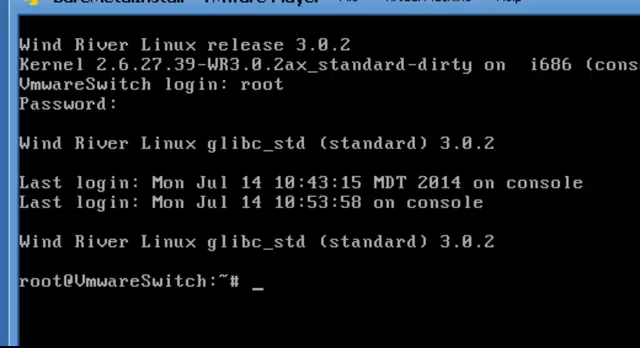 Wind River Linux release 3.0.2
Kernel 2.6.27.39-WR3.0.2ax_standard-dirty on  i686 (cons
VmwareSwitch login: root
Password:
Wind River Linux glibc_std (standard) 3.0.2
Last login: Mon Jul 14 10:43:15 MDT 2014 on console
Last login: Mon Jul 14 10:53:58 on console
Wind River Linux glibc_std (standard) 3.0.2
root@VmwareSwitch:~# _